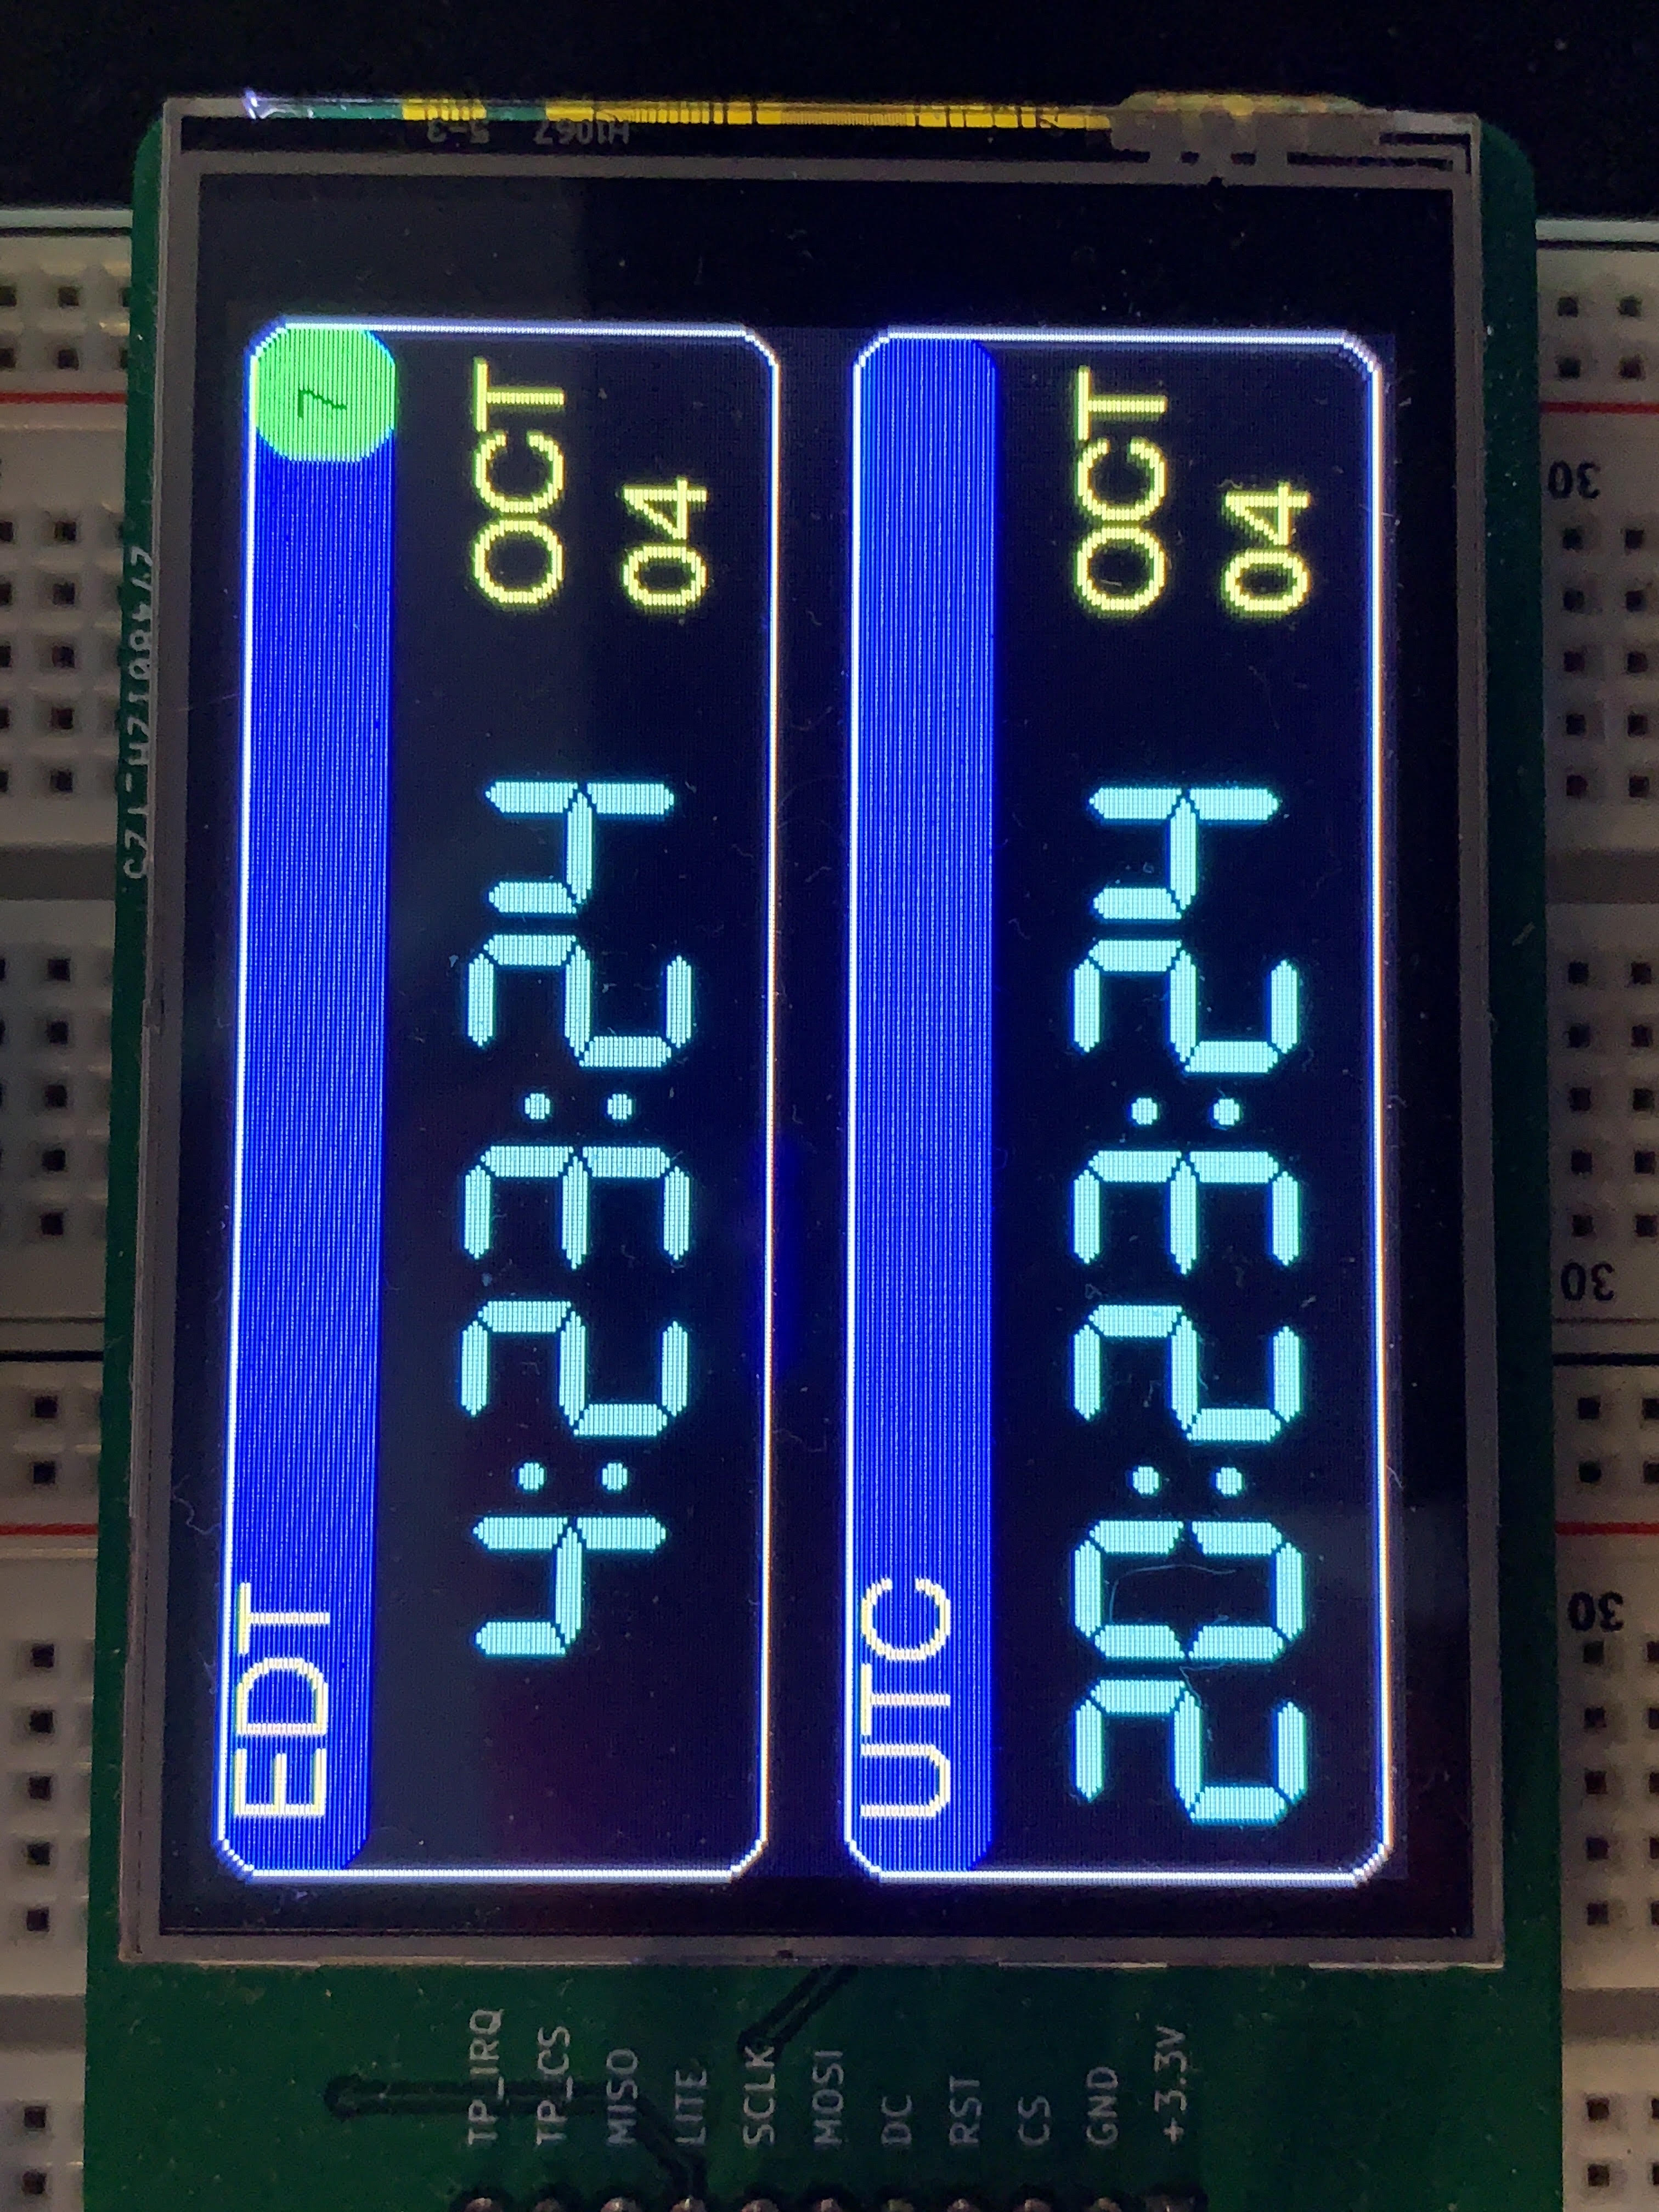 EDT
7
4:23:24
OCT
04
UTC
20:23:24
OCT
04
TP_IRQ
TP_CS
MISO
LITE
SCLK
MOSI
DC
RST
CS
GND
+3.3V
30
30
30